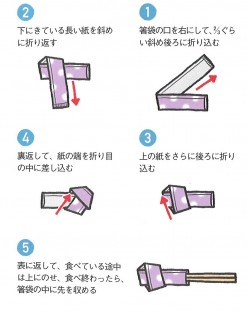 1
箸袋の口を右にして、⅔ぐら
い斜め後ろに折り込む
2
下にきている長い紙を斜め
に折り返す
3
上の紙をさらに後ろに折り
込む
4
裏返して、紙の端を折り目
の中に差し込む
5
表に返して、食べている途中
は上にのせ、食べ終わったら、
箸袋の中に先を収める